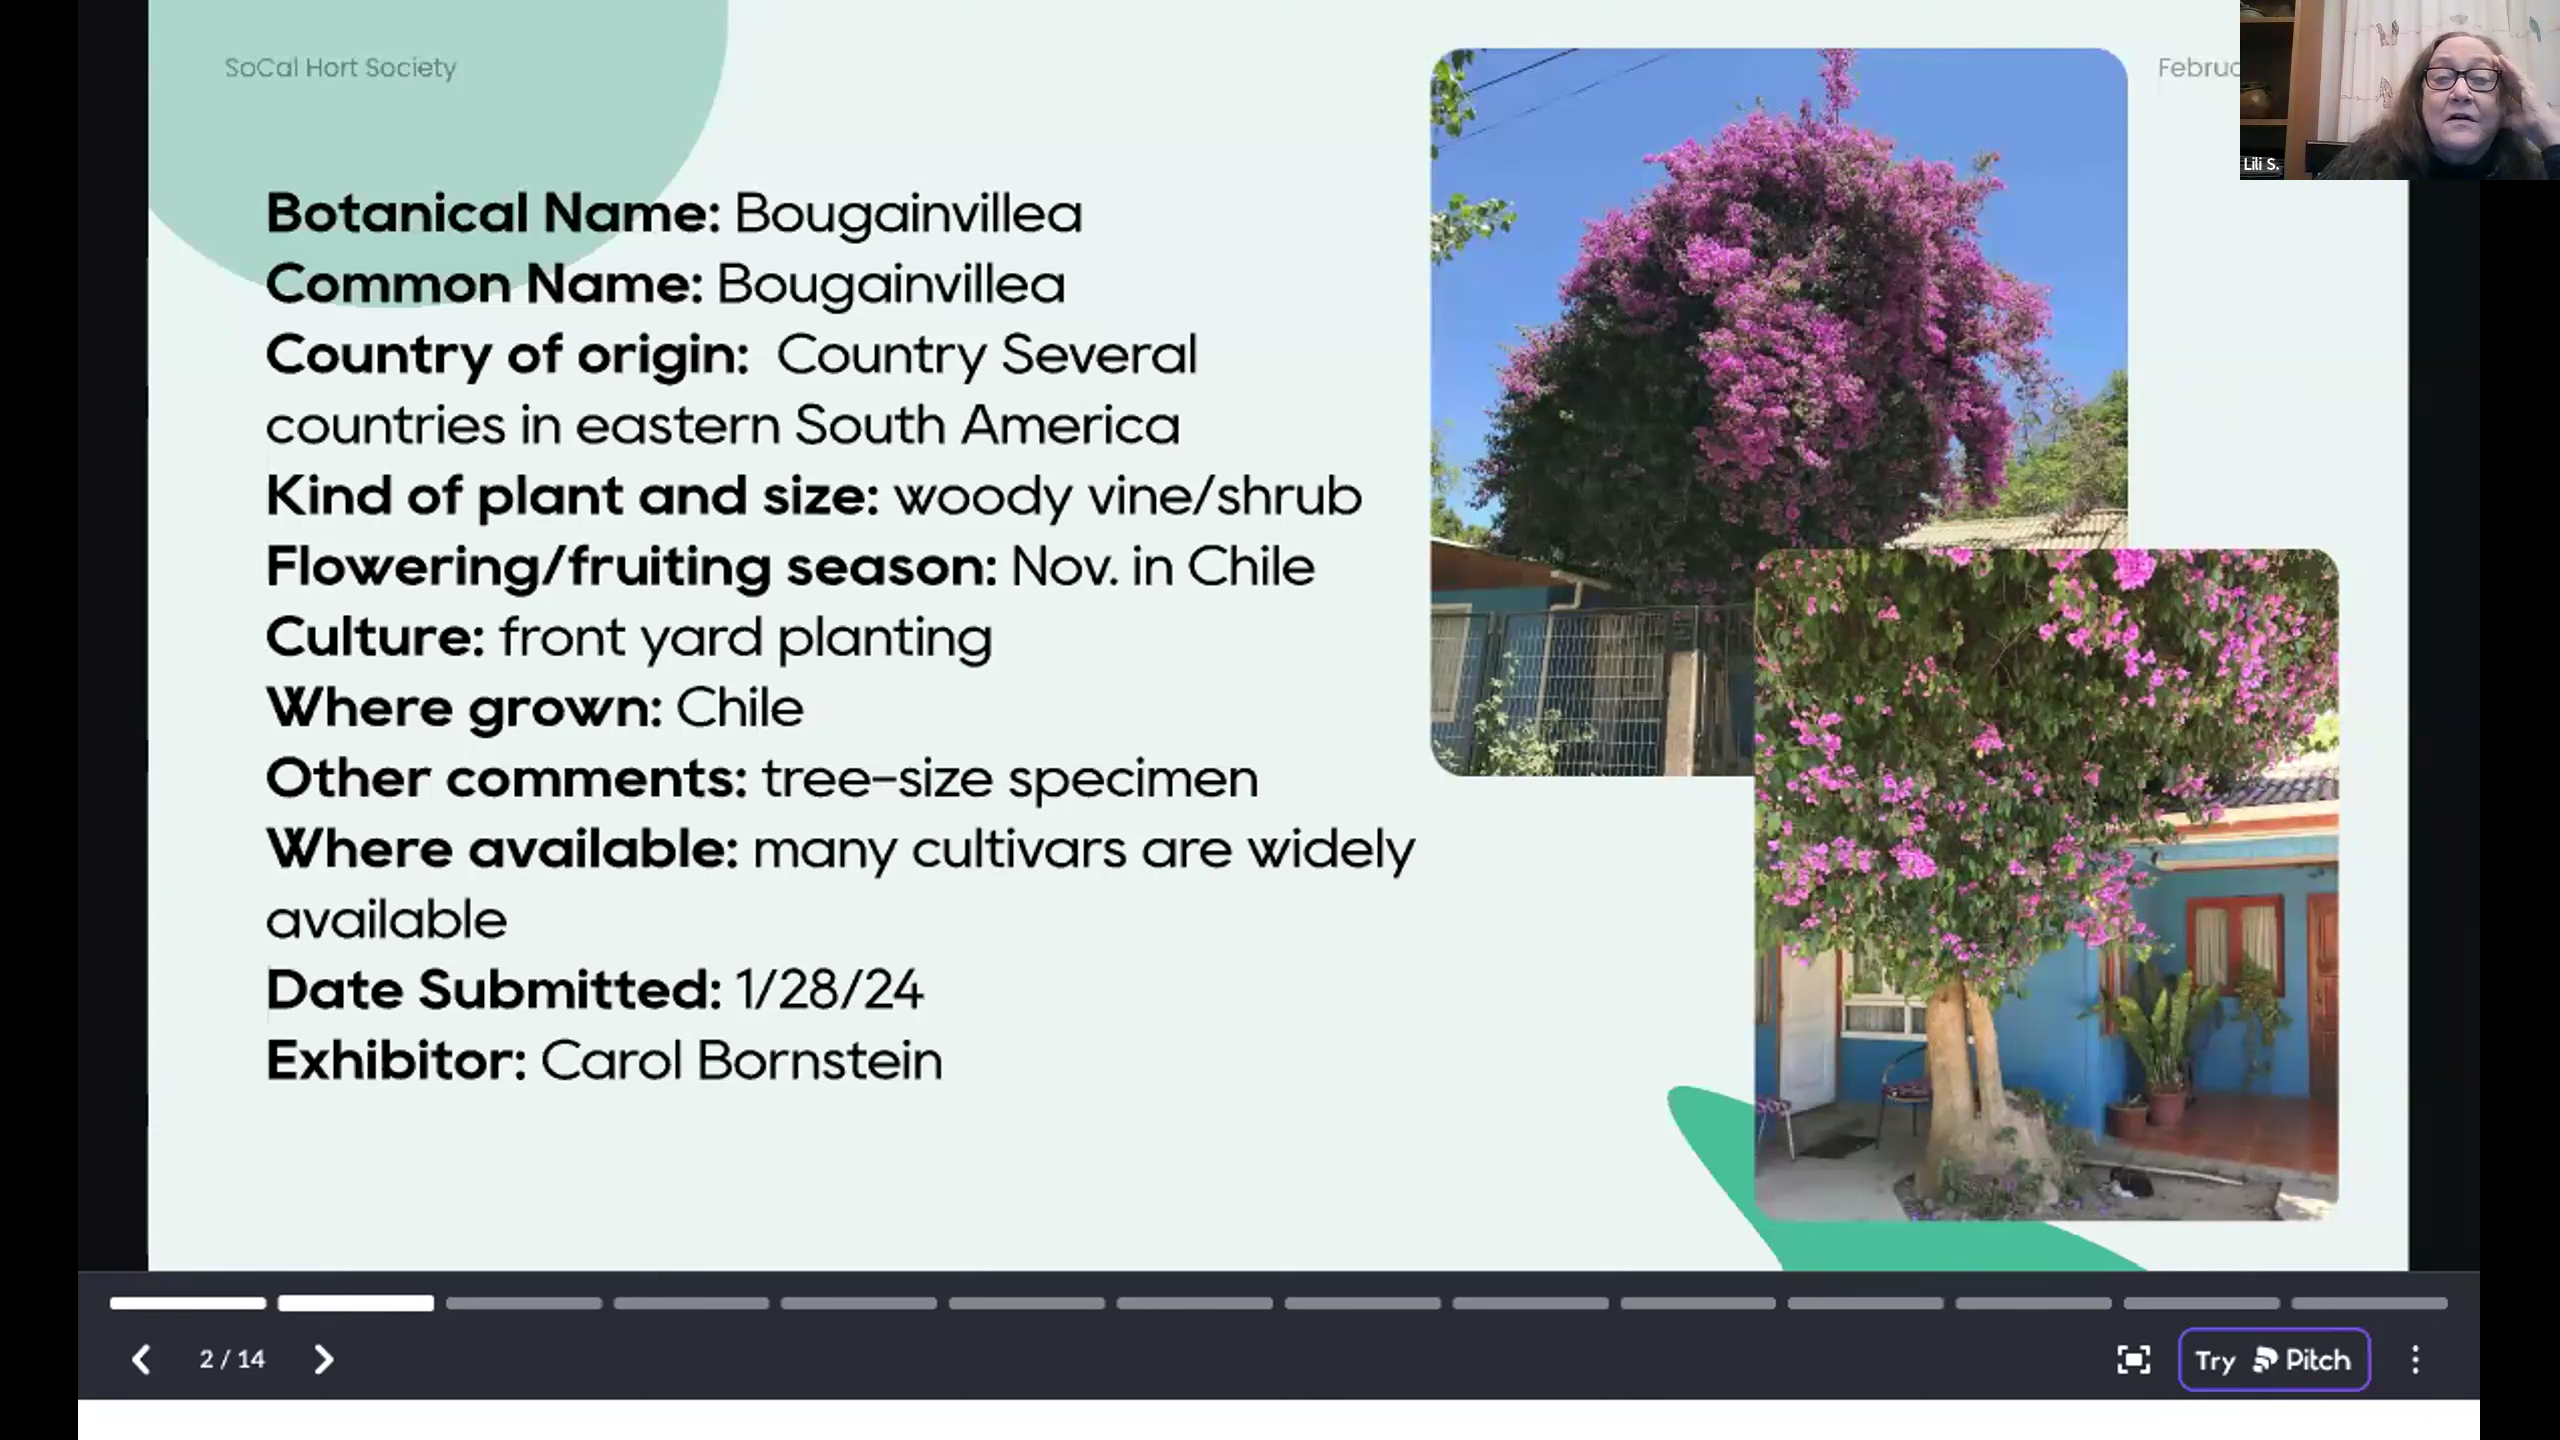 SoCal Hort Society
Februa
Lili S.
Botanical Name: Bougainvillea
Common Name: Bougainvillea
Country of origin:  Country Several
countries in eastern South America
Kind of plant and size: woody vine/shrub
Flowering/fruiting season: Nov. in Chile
Culture: front yard planting
Where grown: Chile
Other comments: tree-size specimen
Where available: many cultivars are widely
available
Date Submitted: 1/28/24
Exhibitor: Carol Bornstein
2 / 14
Try Pitch